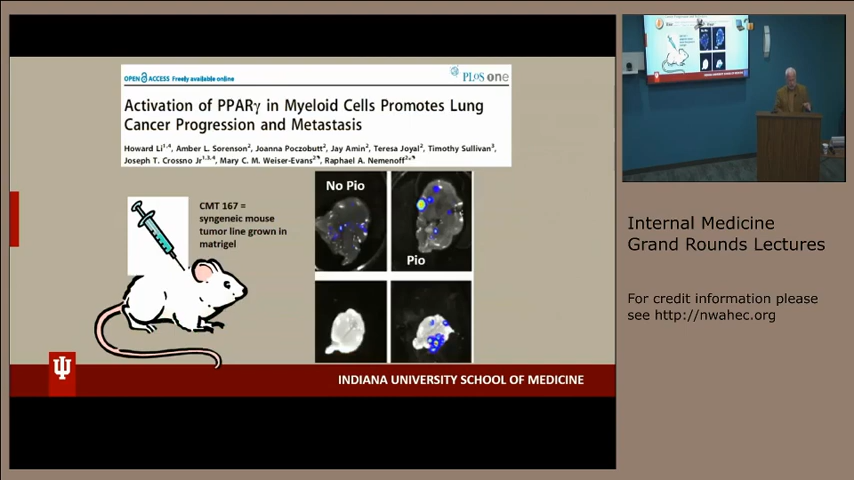 OPEN ACCESS Freely available online
PLoS one
Activation of PPARγ in Myeloid Cells Promotes Lung
Cancer Progression and Metastasis
Howard Li1,4, Amber L. Sorenson2, Joanna Poczobutt2, Jay Amin2, Teresa Joyal2, Timothy Sullivan3,
Joseph T. Crossno Jr1,3,4, Mary C. M. Weiser-Evans2¶, Raphael A. Nemenoff2*¶
No Pio
Pio
CMT 167 =
syngeneic mouse
tumor line grown in
matrigel
INDIANA UNIVERSITY SCHOOL OF MEDICINE
Internal Medicine
Grand Rounds Lectures
For credit information please
see http://nwahec.org